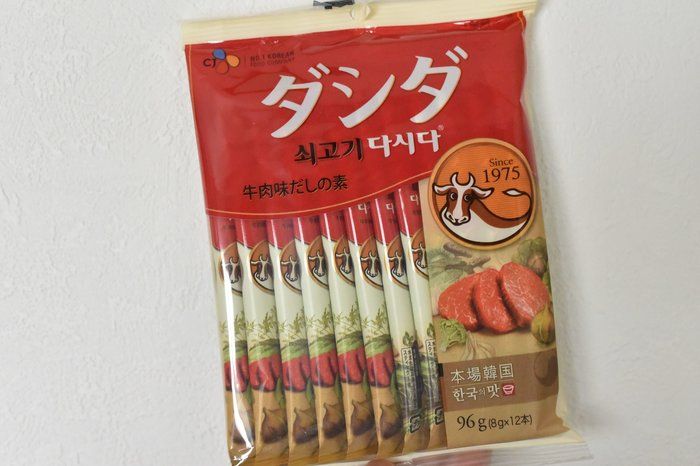 CJ
NO.1 KOREAN
FOOD COMPANY
ダシダ
쇠고기 다시다®
牛肉味だしの素
Since
1975
本場韓国
한국의맛
96g(8g×12本)